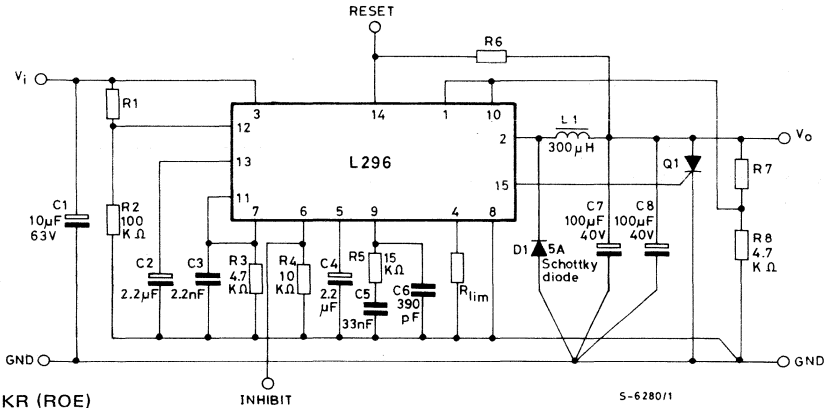 RESET
R6
Vi
R1
3
14
1
10
12
13
11
L296
2
15
L1
300µH
Vo
Q1
R7
C1
10µF
63V
R2
100
KΩ
7
6
5
9
4
8
C7
100µF
40V
C8
100µF
40V
R8
4.7
KΩ
C2
2.2µF
C3
2.2nF
R3
4.7
KΩ
R4
10
KΩ
C4
2.2
µF
R5
15
KΩ
C5
33nF
C6
390
pF
Rlim
D1
5A
Schottky
diode
GND
GND
KR (ROE)
INHIBIT
S-6280/1